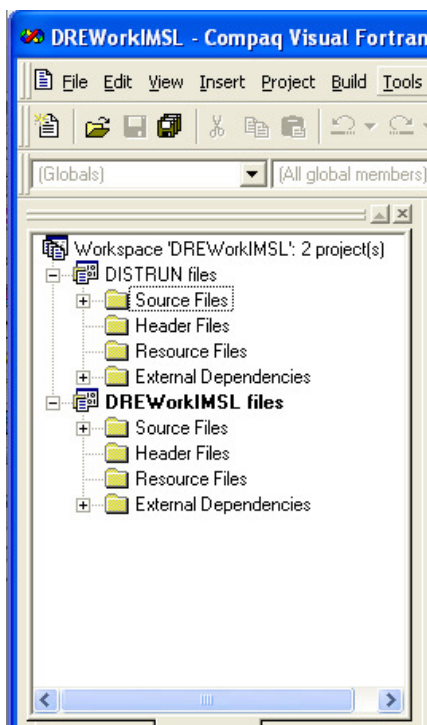 DREWorkIMSL - Compaq Visual Fortran
File Edit View Insert Project Build Tools
(Globals) (All global members)
Workspace 'DREWorkIMSL': 2 project(s)
DISTRUN files
Source Files
Header Files
Resource Files
External Dependencies
DREWorkIMSL files
Source Files
Header Files
Resource Files
External Dependencies